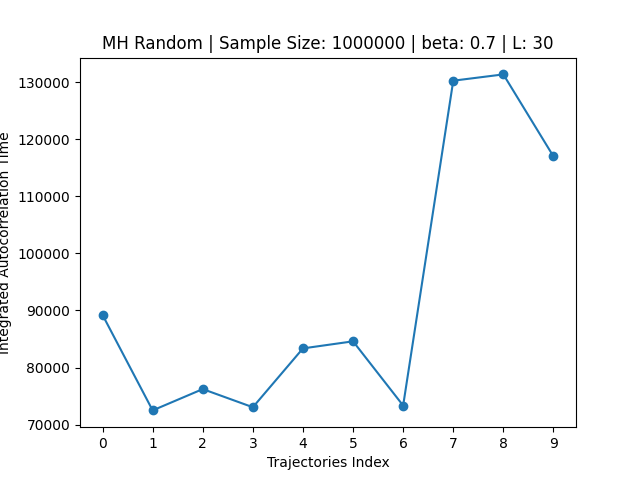 MH Random | Sample Size: 1000000 | beta: 0.7 | L: 30
Integrated Autocorrelation Time
130000
120000
110000
100000
90000
80000
70000
0 1 2 3 4 5 6 7 8 9
Trajectories Index